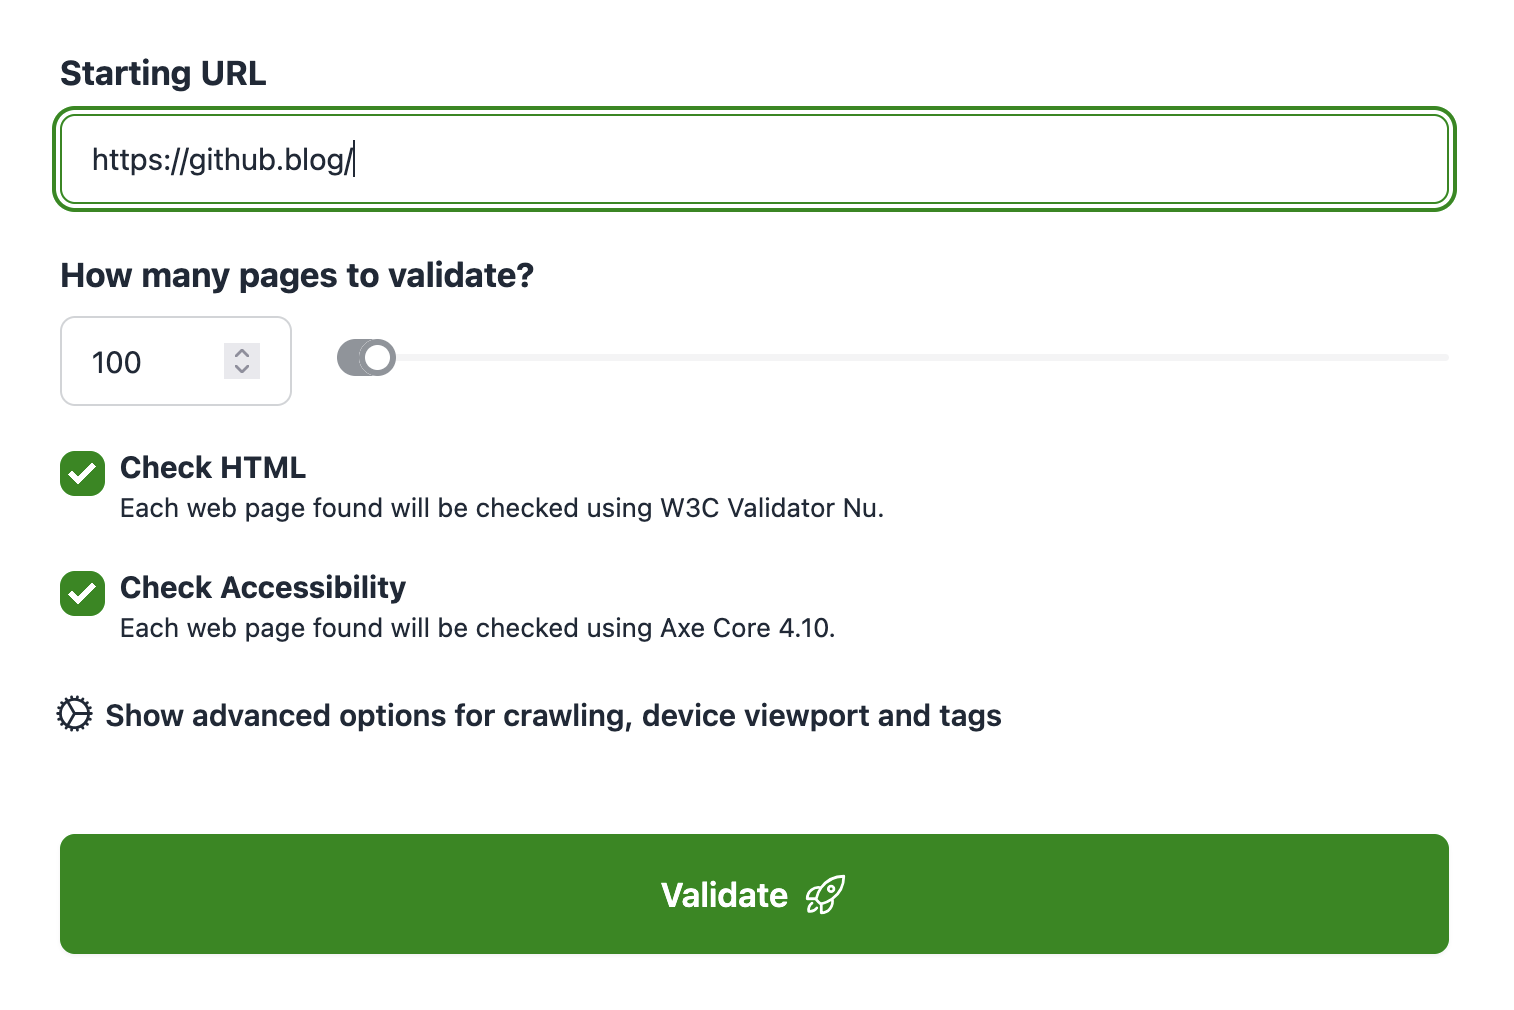 Starting URL
https://github.blog/
How many pages to validate?
100
Check HTML
Each web page found will be checked using W3C Validator Nu.
Check Accessibility
Each web page found will be checked using Axe Core 4.10.
Show advanced options for crawling, device viewport and tags
Validate